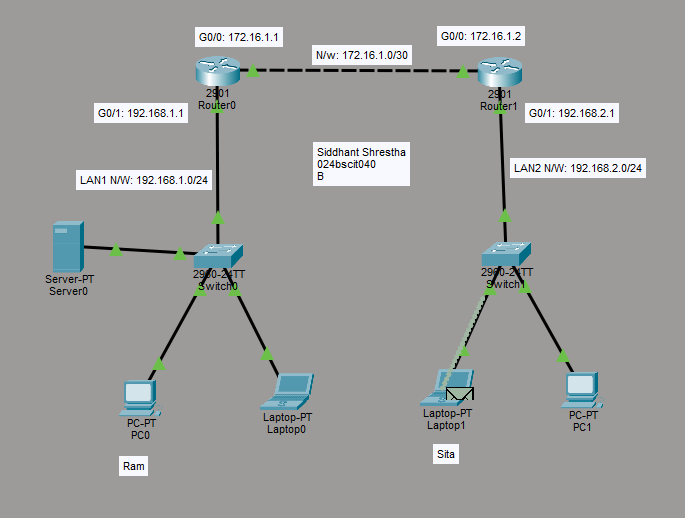 G0/0: 172.16.1.1
G0/0: 172.16.1.2
N/w: 172.16.1.0/30
2901
Router0
2901
Router1
G0/1: 192.168.1.1
G0/1: 192.168.2.1
Siddhant Shrestha
024bscit040
B
LAN1 N/W: 192.168.1.0/24
LAN2 N/W: 192.168.2.0/24
Server-PT
Server0
2960-24TT
Switch0
2960-24TT
Switch1
PC-PT
PC0
Laptop-PT
Laptop0
Laptop-PT
Laptop1
PC-PT
PC1
Ram
Sita